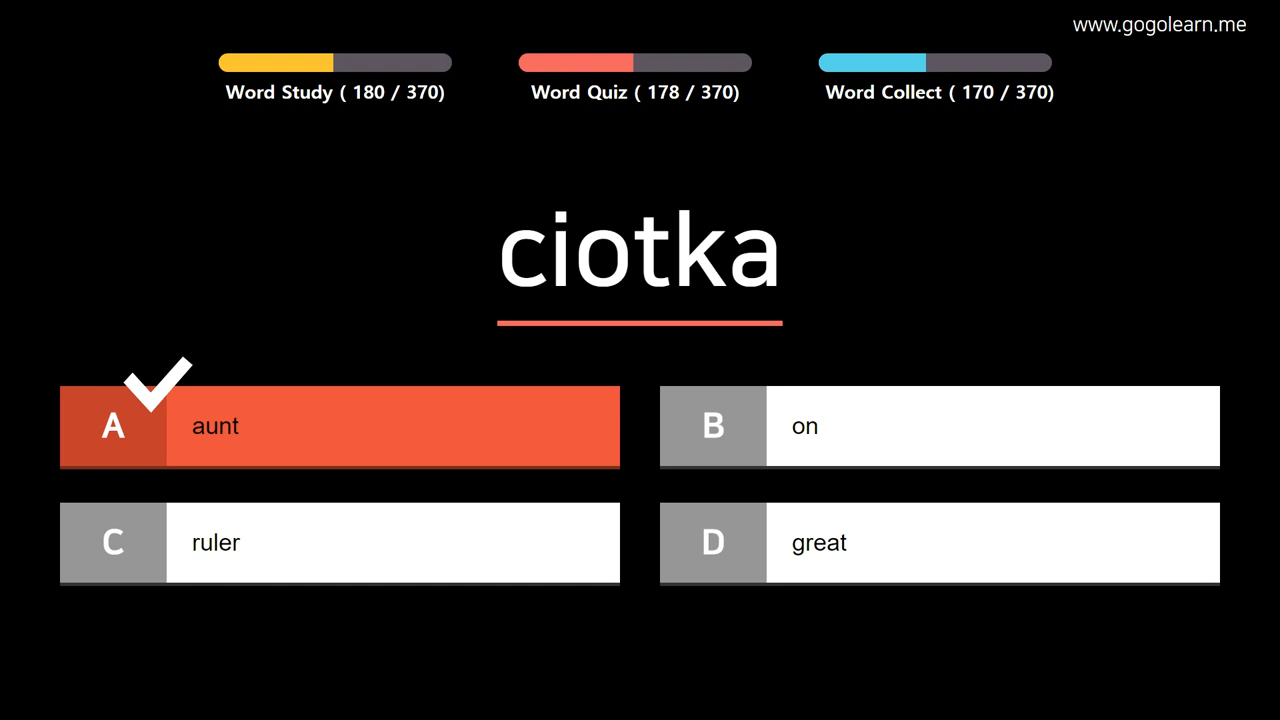 www.gogolearn.me
Word Study ( 180 / 370)
Word Quiz ( 178 / 370)
Word Collect ( 170 / 370)
ciotka
A aunt
B on
C ruler
D great